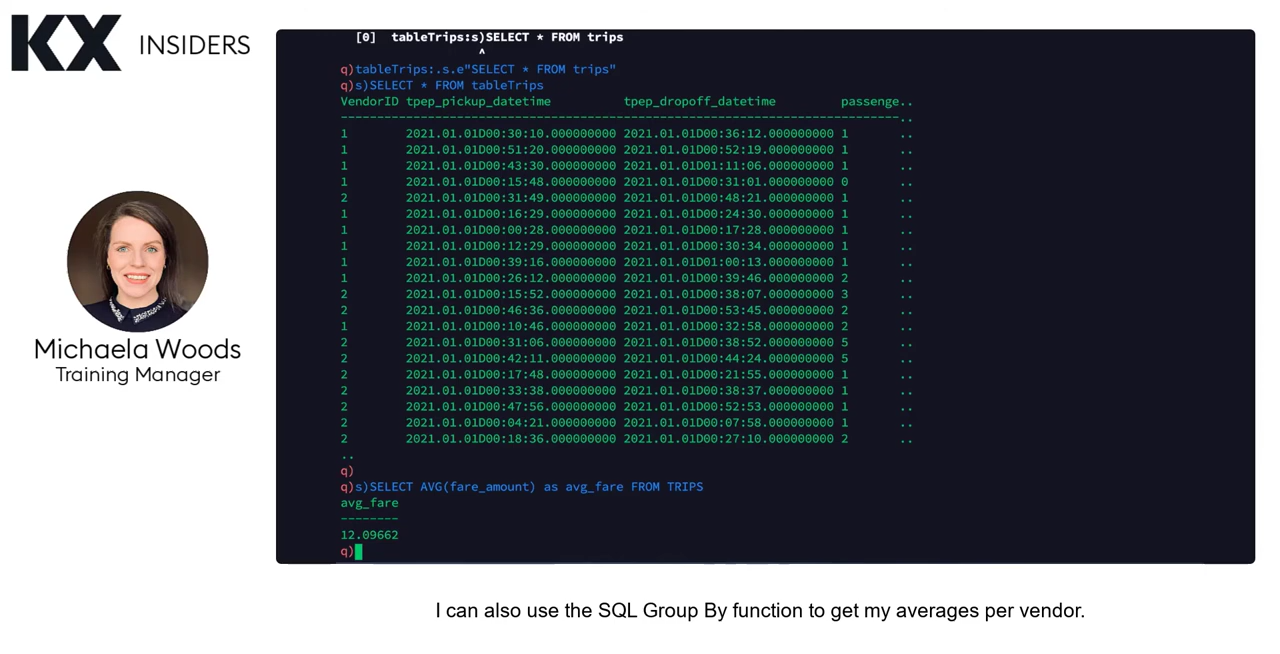 KX INSIDERS
[0]  tableTrips:s)SELECT * FROM trips
^
q)tableTrips:.s.e"SELECT * FROM trips"
q)s)SELECT * FROM tableTrips
VendorID tpep_pickup_datetime          tpep_dropoff_datetime         passenge..
-----------------------------------------------------------------------------..
1        2021.01.01D00:30:10.000000000 2021.01.01D00:36:12.000000000 1       ..
1        2021.01.01D00:51:20.000000000 2021.01.01D00:52:19.000000000 1       ..
1        2021.01.01D00:43:30.000000000 2021.01.01D01:11:06.000000000 1       ..
1        2021.01.01D00:15:48.000000000 2021.01.01D00:31:01.000000000 0       ..
2        2021.01.01D00:31:49.000000000 2021.01.01D00:48:21.000000000 1       ..
1        2021.01.01D00:16:29.000000000 2021.01.01D00:24:30.000000000 1       ..
1        2021.01.01D00:00:28.000000000 2021.01.01D00:17:28.000000000 1       ..
1        2021.01.01D00:12:29.000000000 2021.01.01D00:30:34.000000000 1       ..
1        2021.01.01D00:39:16.000000000 2021.01.01D01:00:13.000000000 1       ..
1        2021.01.01D00:26:12.000000000 2021.01.01D00:39:46.000000000 2       ..
2        2021.01.01D00:15:52.000000000 2021.01.01D00:38:07.000000000 3       ..
2        2021.01.01D00:46:36.000000000 2021.01.01D00:53:45.000000000 2       ..
1        2021.01.01D00:10:46.000000000 2021.01.01D00:32:58.000000000 2       ..
2        2021.01.01D00:31:06.000000000 2021.01.01D00:38:52.000000000 5       ..
2        2021.01.01D00:42:11.000000000 2021.01.01D00:44:24.000000000 5       ..
2        2021.01.01D00:17:48.000000000 2021.01.01D00:21:55.000000000 1       ..
2        2021.01.01D00:33:38.000000000 2021.01.01D00:38:37.000000000 1       ..
2        2021.01.01D00:47:56.000000000 2021.01.01D00:52:53.000000000 1       ..
2        2021.01.01D00:04:21.000000000 2021.01.01D00:07:58.000000000 1       ..
2        2021.01.01D00:18:36.000000000 2021.01.01D00:27:10.000000000 2       ..
..
q)
q)s)SELECT AVG(fare_amount) as avg_fare FROM TRIPS
avg_fare
--------
12.09662
q)
Michaela Woods
Training Manager
I can also use the SQL Group By function to get my averages per vendor.